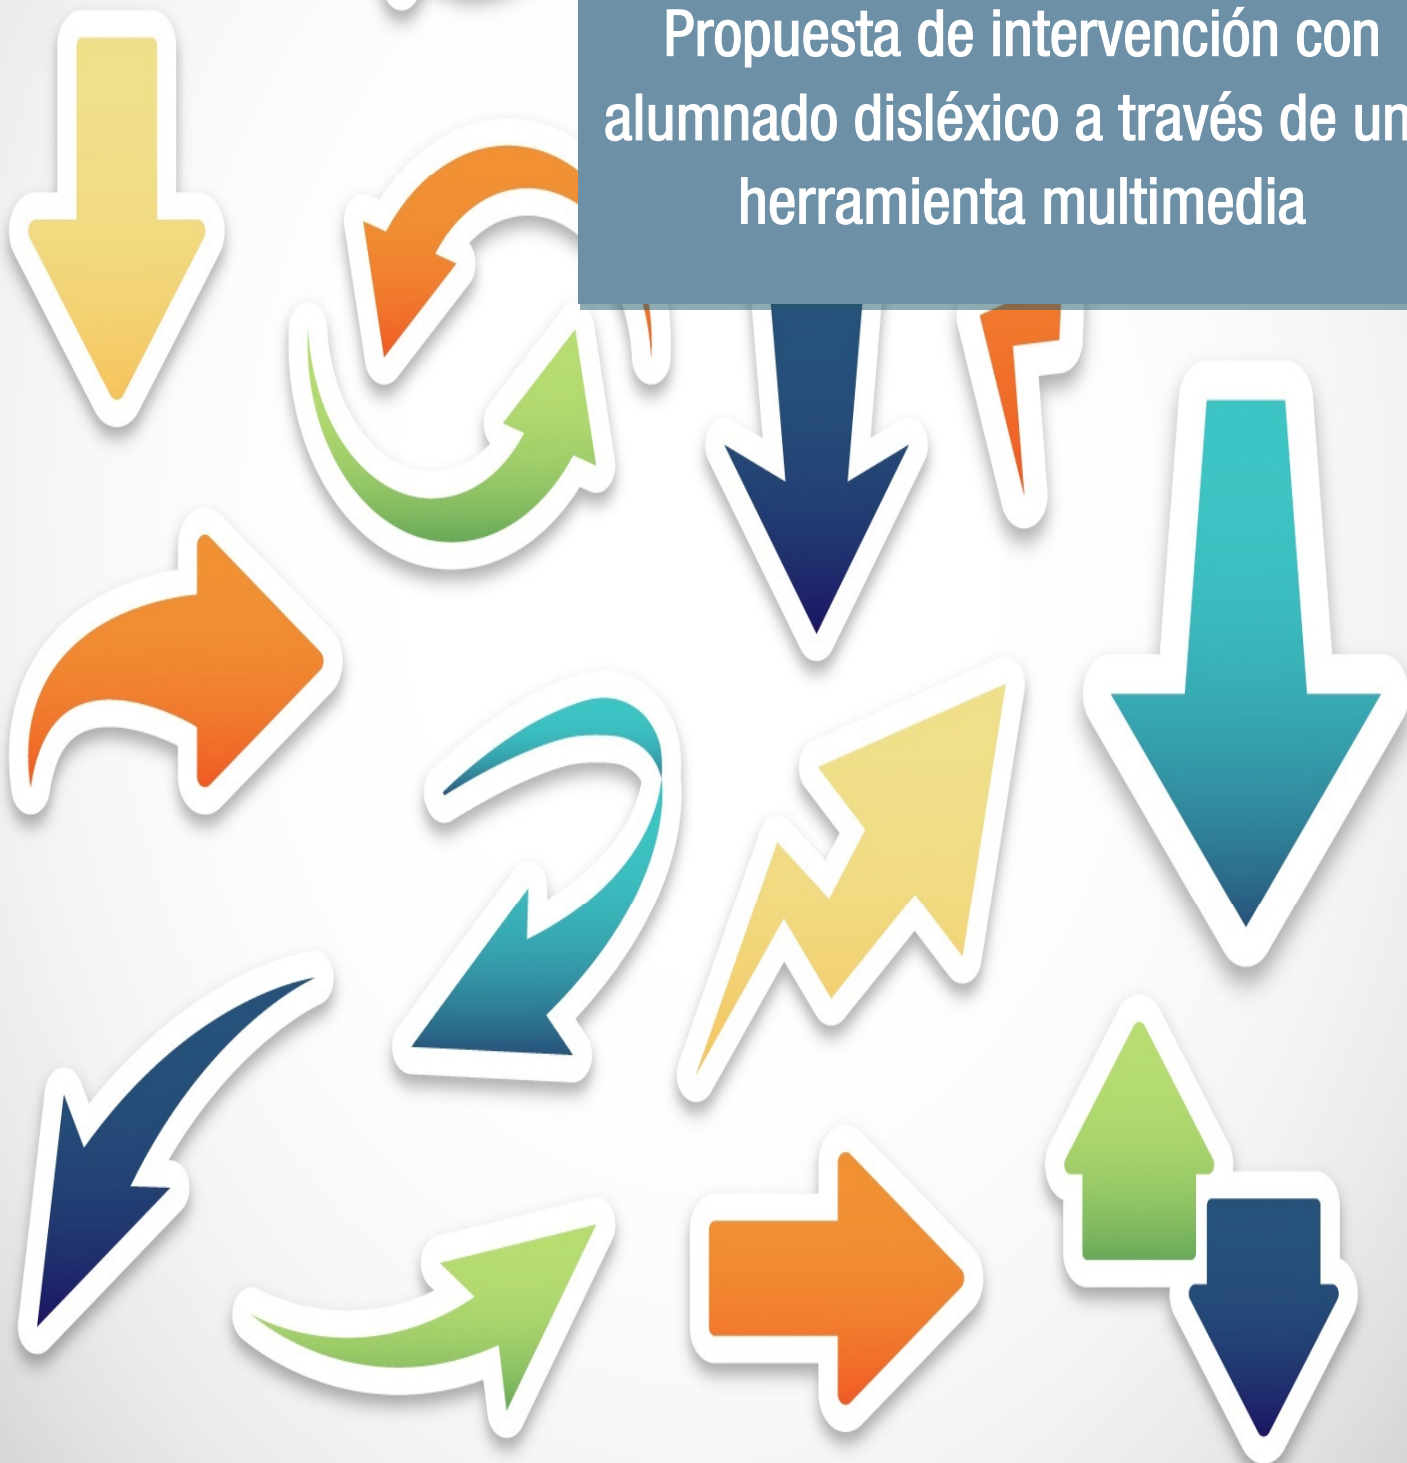 Propuesta de intervención con
alumnado disléxico a través de un
herramienta multimedia